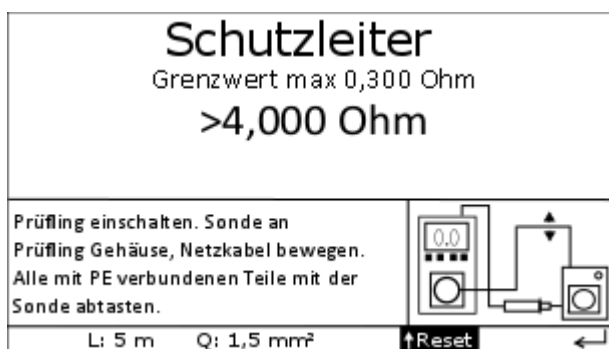 Schutzleiter
Grenzwert max 0,300 Ohm
>4,000 Ohm
Prüfling einschalten. Sonde an
Prüfling Gehäuse, Netzkabel bewegen.
Alle mit PE verbundenen Teile mit der
Sonde abtasten.
0.0
L: 5 m Q: 1,5 mm² ↑Reset